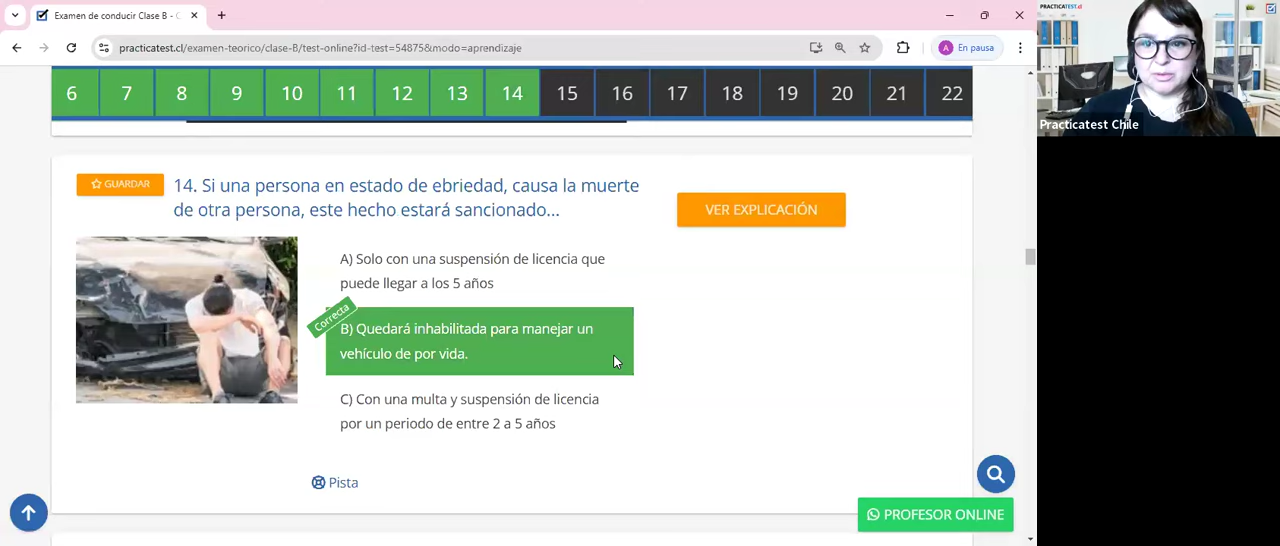 Examen de conducir Clase B - C
practicatest.cl/examen-teorico/clase-B/test-online?id-test=54875&modo=aprendizaje
A
En pausa
PRACTICATEST.cl
Practicatest Chile
6 7 8 9 10 11 12 13 14 15 16 17 18 19 20 21 22
GUARDAR
14. Si una persona en estado de ebriedad, causa la muerte
de otra persona, este hecho estará sancionado...
VER EXPLICACIÓN
A) Solo con una suspensión de licencia que
puede llegar a los 5 años
Correcta
B) Quedará inhabilitada para manejar un
vehículo de por vida.
C) Con una multa y suspensión de licencia
por un periodo de entre 2 a 5 años
Pista
PROFESOR ONLINE